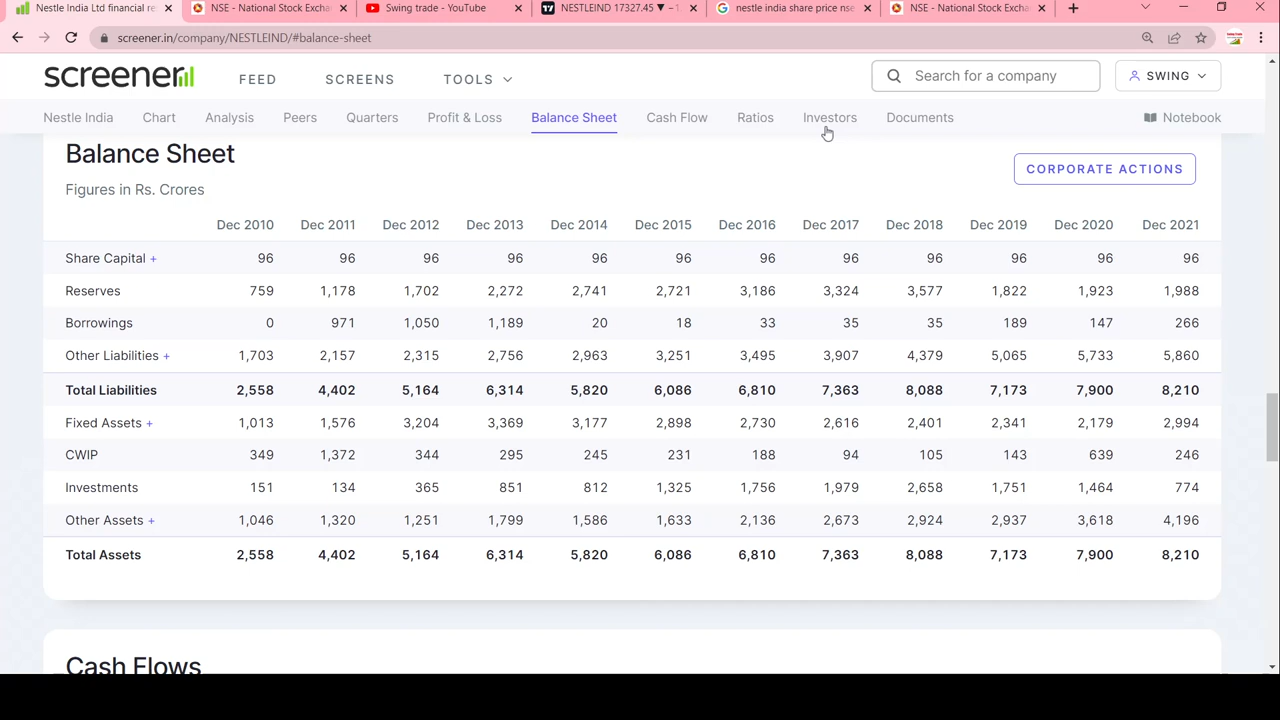 Nestle India Ltd financial re
NSE - National Stock Exchan
Swing trade - YouTube
NESTLEIND 17327.45 ▼ −1
nestle india share price nse
NSE - National Stock Exchan
screener.in/company/NESTLEIND/#balance-sheet
screener FEED SCREENS TOOLS Search for a company SWING
Nestle India Chart Analysis Peers Quarters Profit & Loss Balance Sheet Cash Flow Ratios Investors Documents Notebook
Balance Sheet
CORPORATE ACTIONS
Figures in Rs. Crores
Dec 2010 Dec 2011 Dec 2012 Dec 2013 Dec 2014 Dec 2015 Dec 2016 Dec 2017 Dec 2018 Dec 2019 Dec 2020 Dec 2021
Share Capital + 96 96 96 96 96 96 96 96 96 96 96 96
Reserves 759 1,178 1,702 2,272 2,741 2,721 3,186 3,324 3,577 1,822 1,923 1,988
Borrowings 0 971 1,050 1,189 20 18 33 35 35 189 147 266
Other Liabilities + 1,703 2,157 2,315 2,756 2,963 3,251 3,495 3,907 4,379 5,065 5,733 5,860
Total Liabilities 2,558 4,402 5,164 6,314 5,820 6,086 6,810 7,363 8,088 7,173 7,900 8,210
Fixed Assets + 1,013 1,576 3,204 3,369 3,177 2,898 2,730 2,616 2,401 2,341 2,179 2,994
CWIP 349 1,372 344 295 245 231 188 94 105 143 639 246
Investments 151 134 365 851 812 1,325 1,756 1,979 2,658 1,751 1,464 774
Other Assets + 1,046 1,320 1,251 1,799 1,586 1,633 2,136 2,673 2,924 2,937 3,618 4,196
Total Assets 2,558 4,402 5,164 6,314 5,820 6,086 6,810 7,363 8,088 7,173 7,900 8,210
Cash Flows